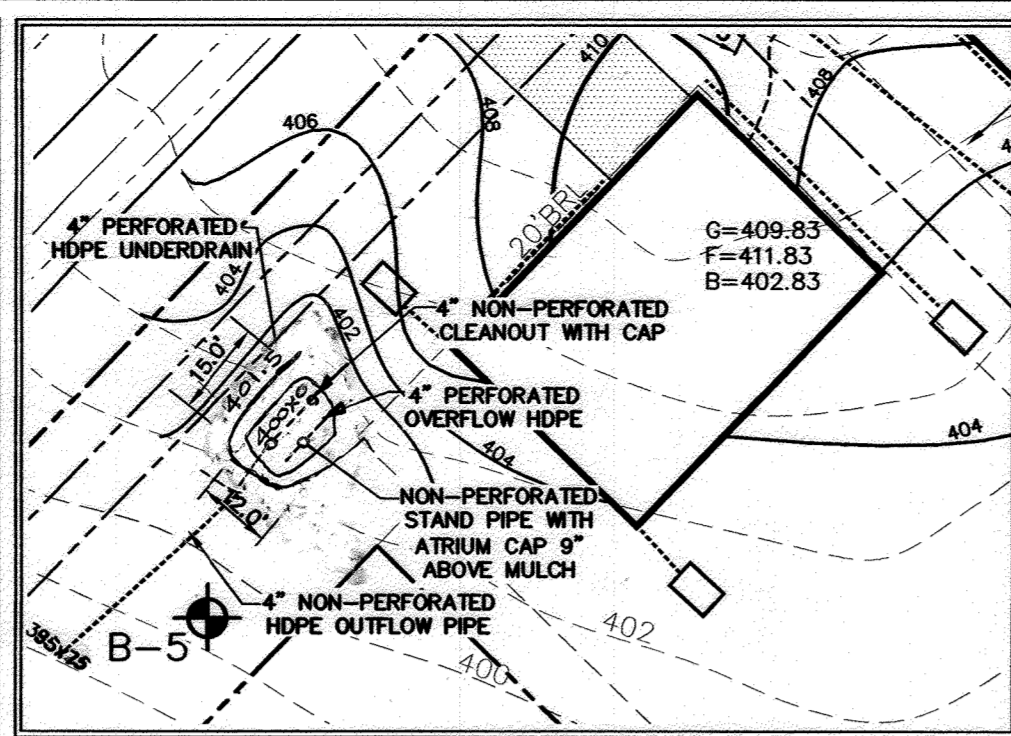 410
408
408
406
20'BRL
G=409.83
F=411.83
B=402.83
4" PERFORATED
HDPE UNDERDRAIN
404
402
4" NON-PERFORATED
CLEANOUT WITH CAP
15.0'
401.5
400x0
4" PERFORATED
OVERFLOW HDPE
404
404
12.0'
NON-PERFORATED
STAND PIPE WITH
ATRIUM CAP 9"
ABOVE MULCH
4" NON-PERFORATED
HDPE OUTFLOW PIPE
B-5
395x75
402
400